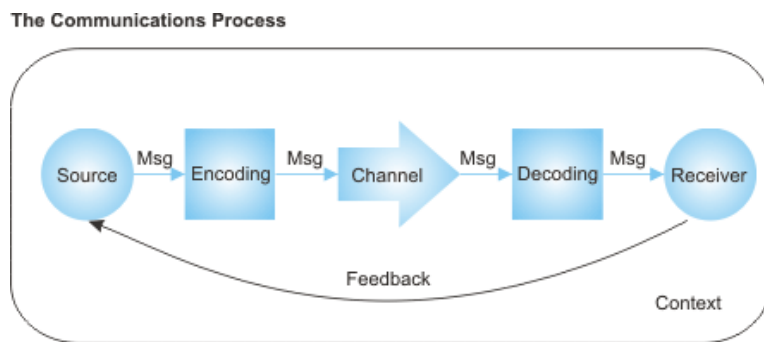 The Communications Process
Msg Msg Msg Msg
Source Encoding Channel Decoding Receiver
Feedback
Context